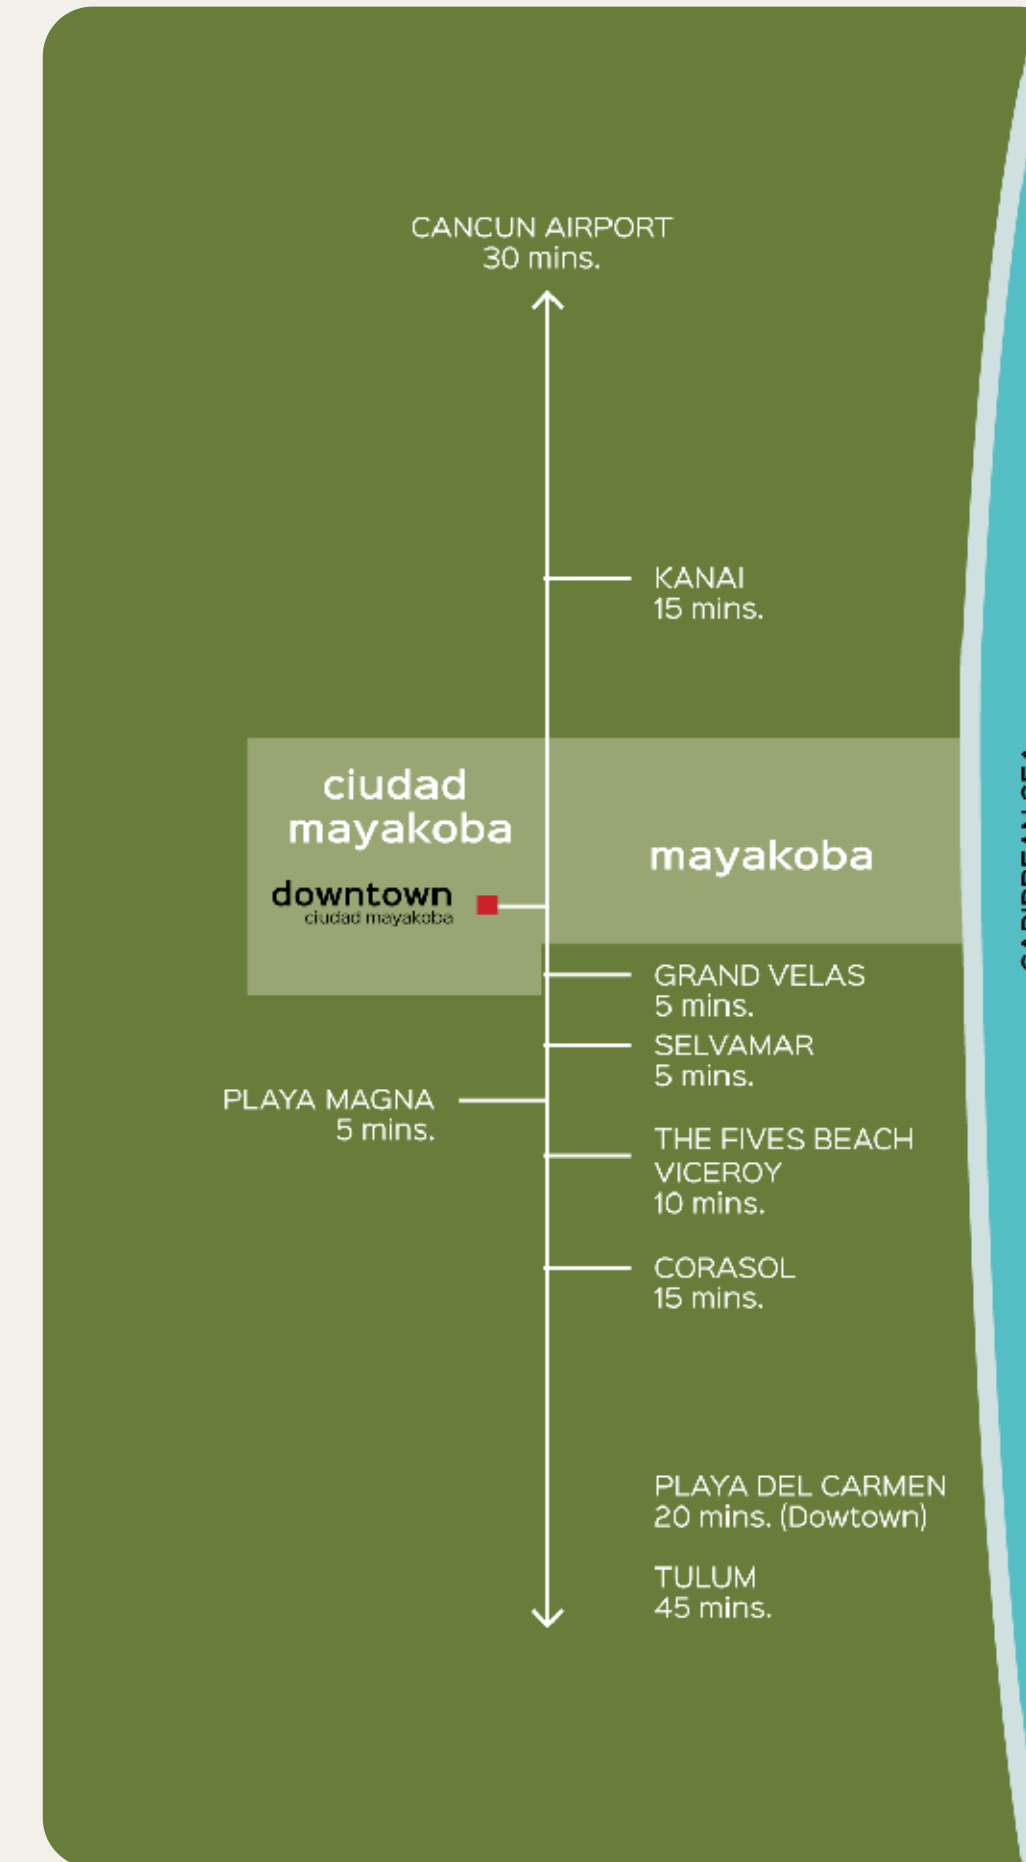 CANCUN AIRPORT
30 mins.
KANAI
15 mins.
ciudad
mayakoba
mayakoba
downtown
ciudad mayakoba
GRAND VELAS
5 mins.
SELVAMAR
5 mins.
PLAYA MAGNA
5 mins.
THE FIVES BEACH
VICEROY
10 mins.
CORASOL
15 mins.
PLAYA DEL CARMEN
20 mins. (Dowtown)
TULUM
45 mins.